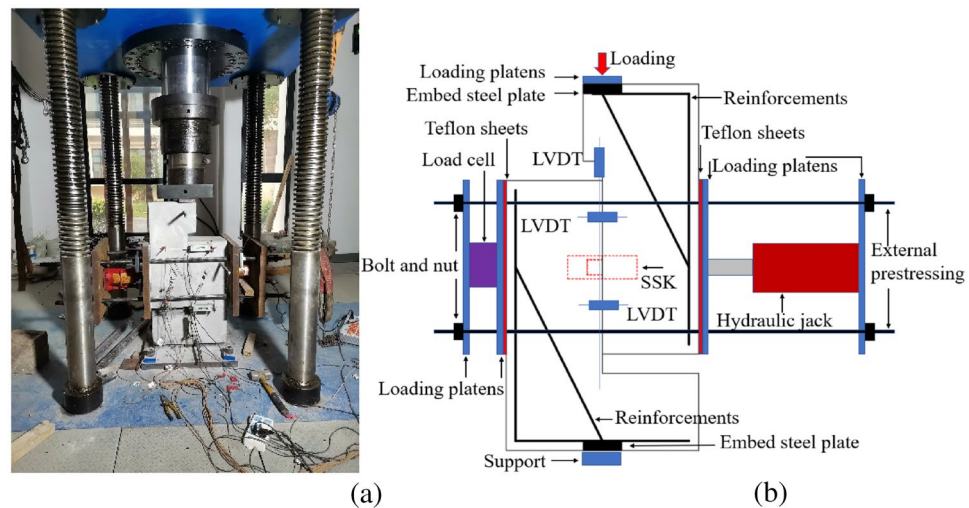 Loading
Loading platens
Embed steel plate
Reinforcements
Teflon sheets
Load cell
LVDT
Teflon sheets
Loading platens
LVDT
Bolt and nut
SSK
External
prestressing
LVDT
Hydraulic jack
Loading platens
Reinforcements
Embed steel plate
Support
(a)
(b)